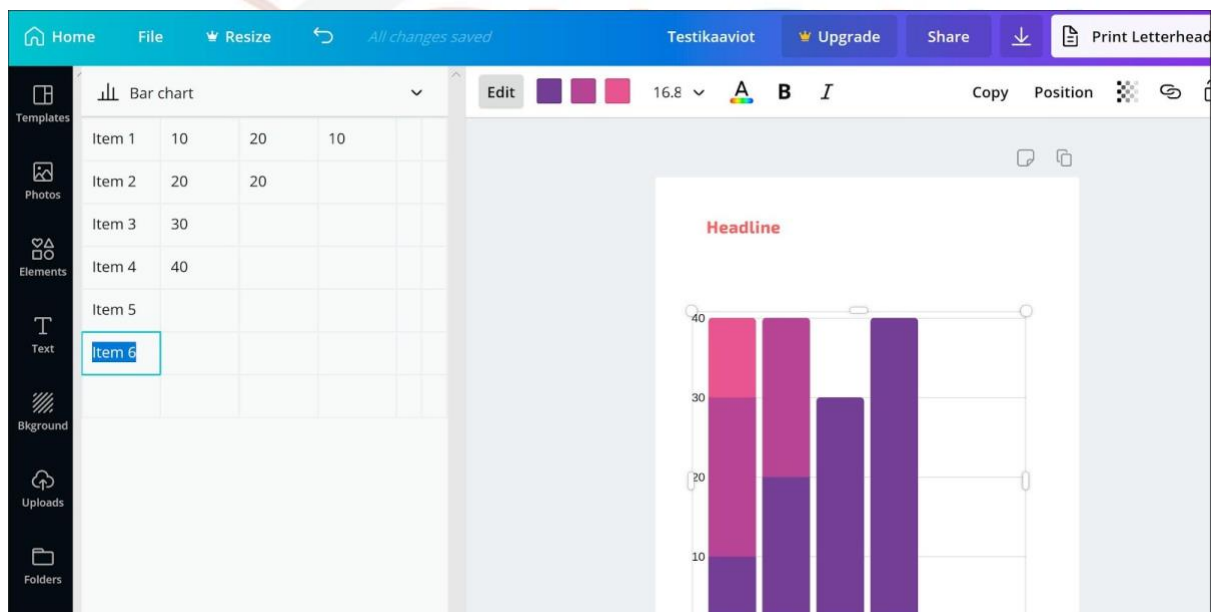 Home File Resize All changes saved Testikaaviot Upgrade Share Print Letterhead
Templates
Photos
Elements
Text
Bkground
Uploads
Folders
Bar chart
Item 1 10 20 10
Item 2 20 20
Item 3 30
Item 4 40
Item 5
Item 6
Edit 16.8 A B I Copy Position
Headline
40
30
20
10